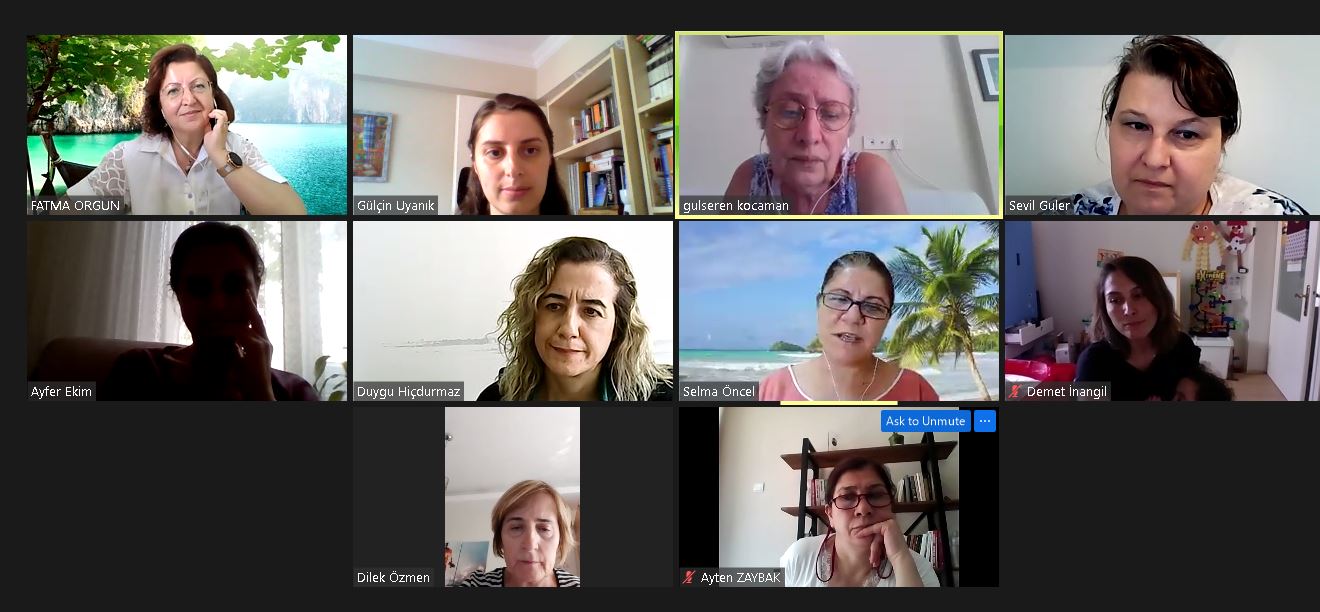 FATMA ORGUN
Gülçin Uyanık
gulseren kocaman
Sevil Guler
Ayfer Ekim
Duygu Hiçdurmaz
Selma Öncel
EXTREME
Demet İnangil
Dilek Özmen
Ask to Unmute
Ayten ZAYBAK